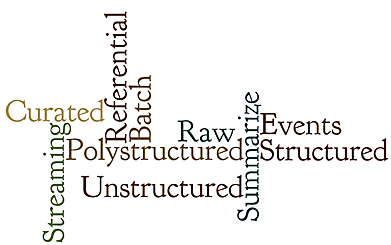 Referential
Batch
Curated
Raw
Events
Streaming
Polystructured
Summarize
Structured
Unstructured